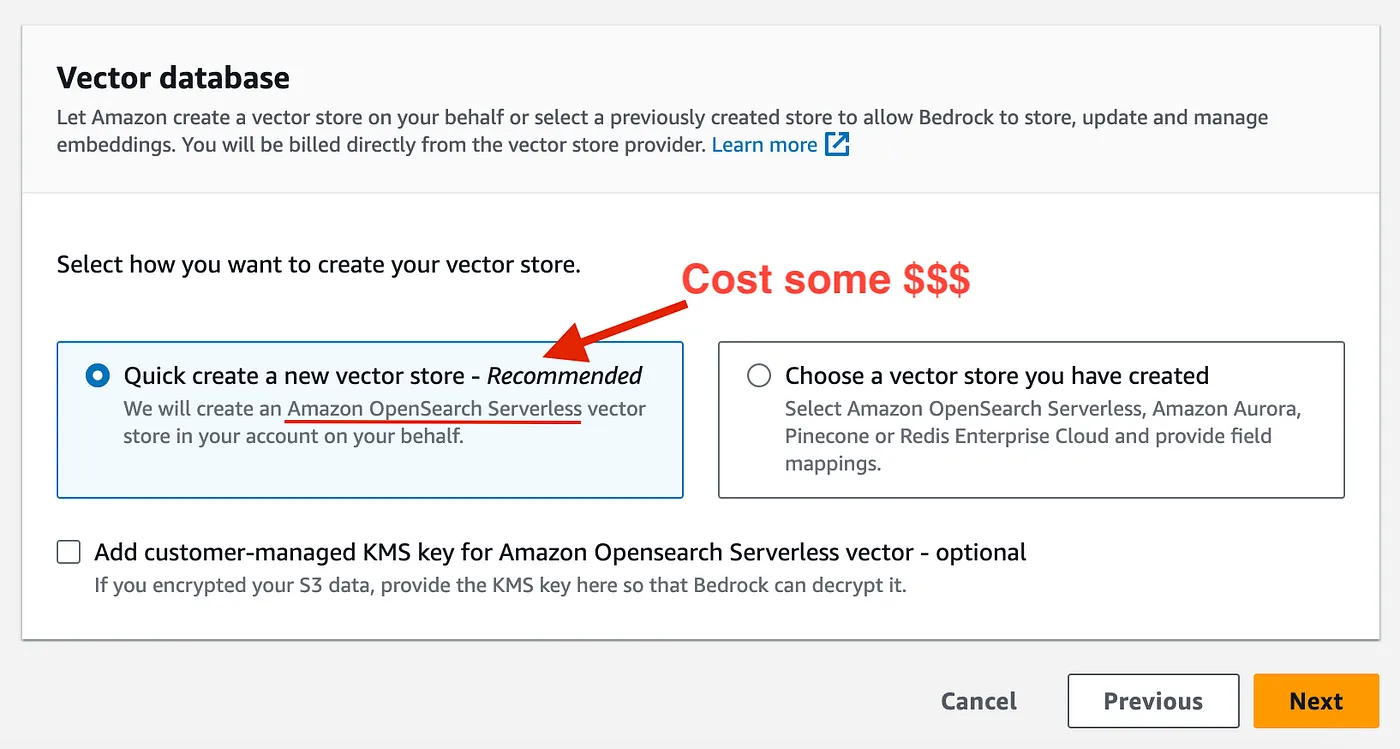 Vector database
Let Amazon create a vector store on your behalf or select a previously created store to allow Bedrock to store, update and manage
embeddings. You will be billed directly from the vector store provider. Learn more
Select how you want to create your vector store.
Cost some $$$
Quick create a new vector store - Recommended
We will create an Amazon OpenSearch Serverless vector
store in your account on your behalf.
Choose a vector store you have created
Select Amazon OpenSearch Serverless, Amazon Aurora,
Pinecone or Redis Enterprise Cloud and provide field
mappings.
Add customer-managed KMS key for Amazon Opensearch Serverless vector - optional
If you encrypted your S3 data, provide the KMS key here so that Bedrock can decrypt it.
Cancel
Previous
Next